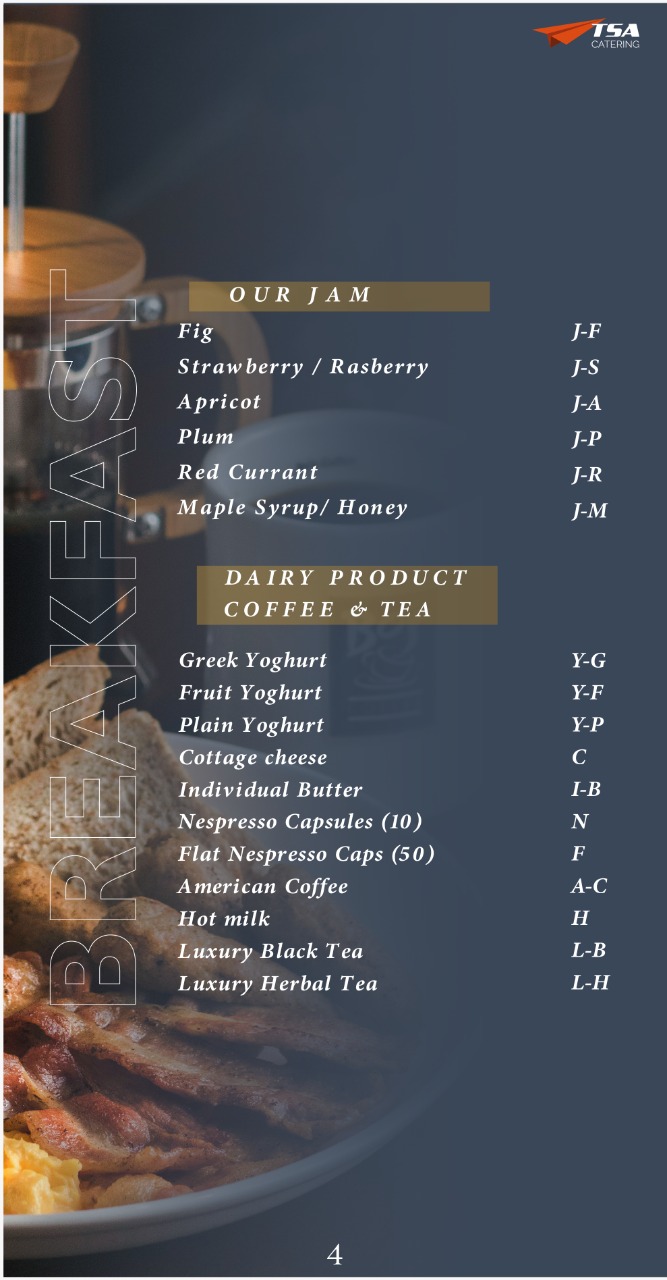 TSA
CATERING
BREAKFAST
OUR JAM
Fig J-F
Strawberry / Rasberry J-S
Apricot J-A
Plum J-P
Red Currant J-R
Maple Syrup/ Honey J-M
DAIRY PRODUCT
COFFEE & TEA
Greek Yoghurt Y-G
Fruit Yoghurt Y-F
Plain Yoghurt Y-P
Cottage cheese C
Individual Butter I-B
Nespresso Capsules (10) N
Flat Nespresso Caps (50) F
American Coffee A-C
Hot milk H
Luxury Black Tea L-B
Luxury Herbal Tea L-H
4